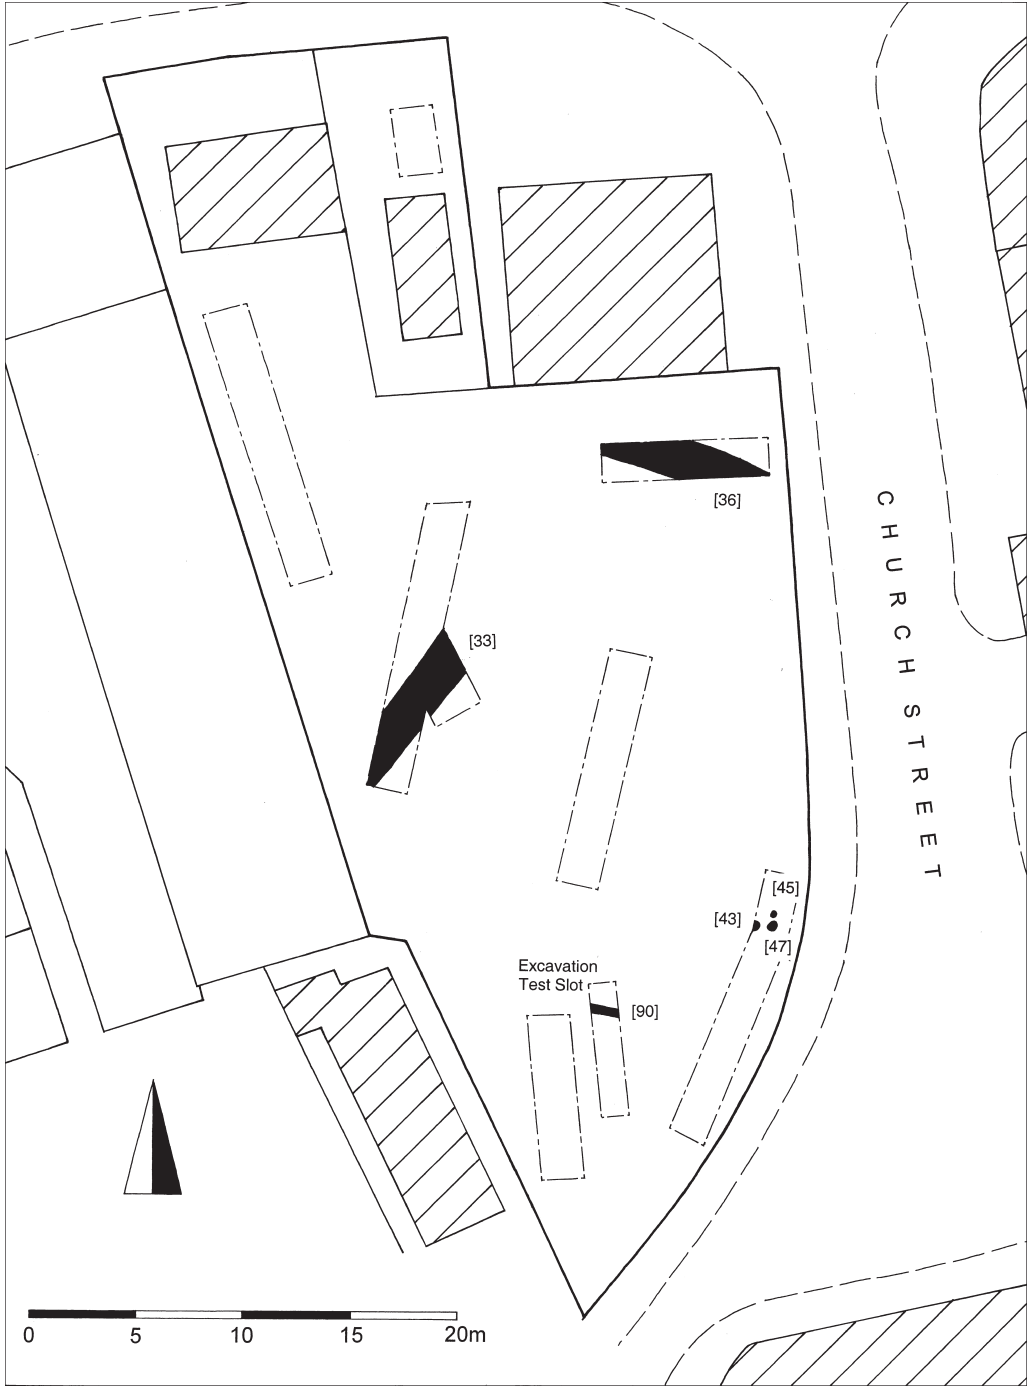 [36]
CHURCH STREET
[33]
[45]
[43]
[47]
Excavation
Test Slot
[90]
0 5 10 15 20m